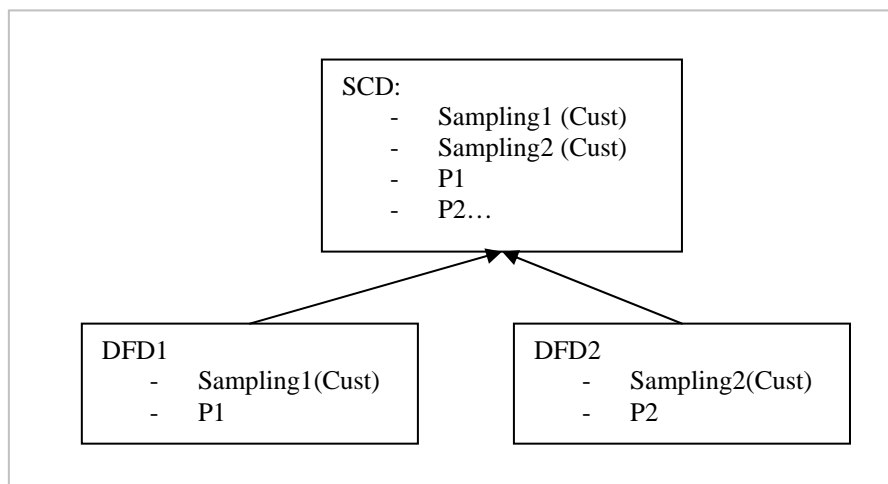 SCD:
- Sampling1 (Cust)
- Sampling2 (Cust)
- P1
- P2…
DFD1
- Sampling1(Cust)
- P1
DFD2
- Sampling2(Cust)
- P2